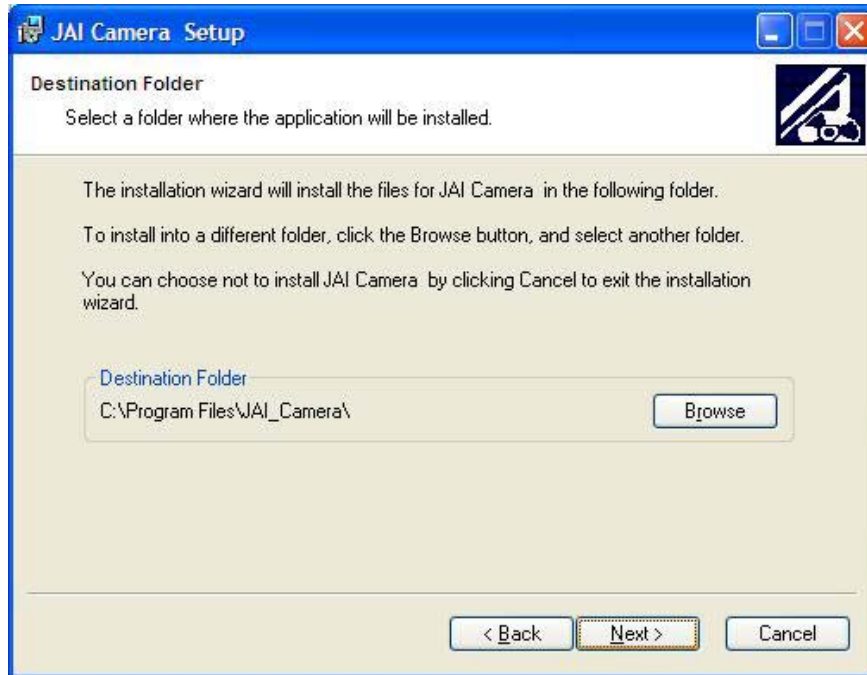 JAI Camera  Setup
Destination Folder
Select a folder where the application will be installed.
The installation wizard will install the files for JAI Camera  in the following folder.
To install into a different folder, click the Browse button, and select another folder.
You can choose not to install JAI Camera  by clicking Cancel to exit the installation
wizard.
Destination Folder
C:\Program Files\JAI_Camera\
Browse
< Back
Next >
Cancel